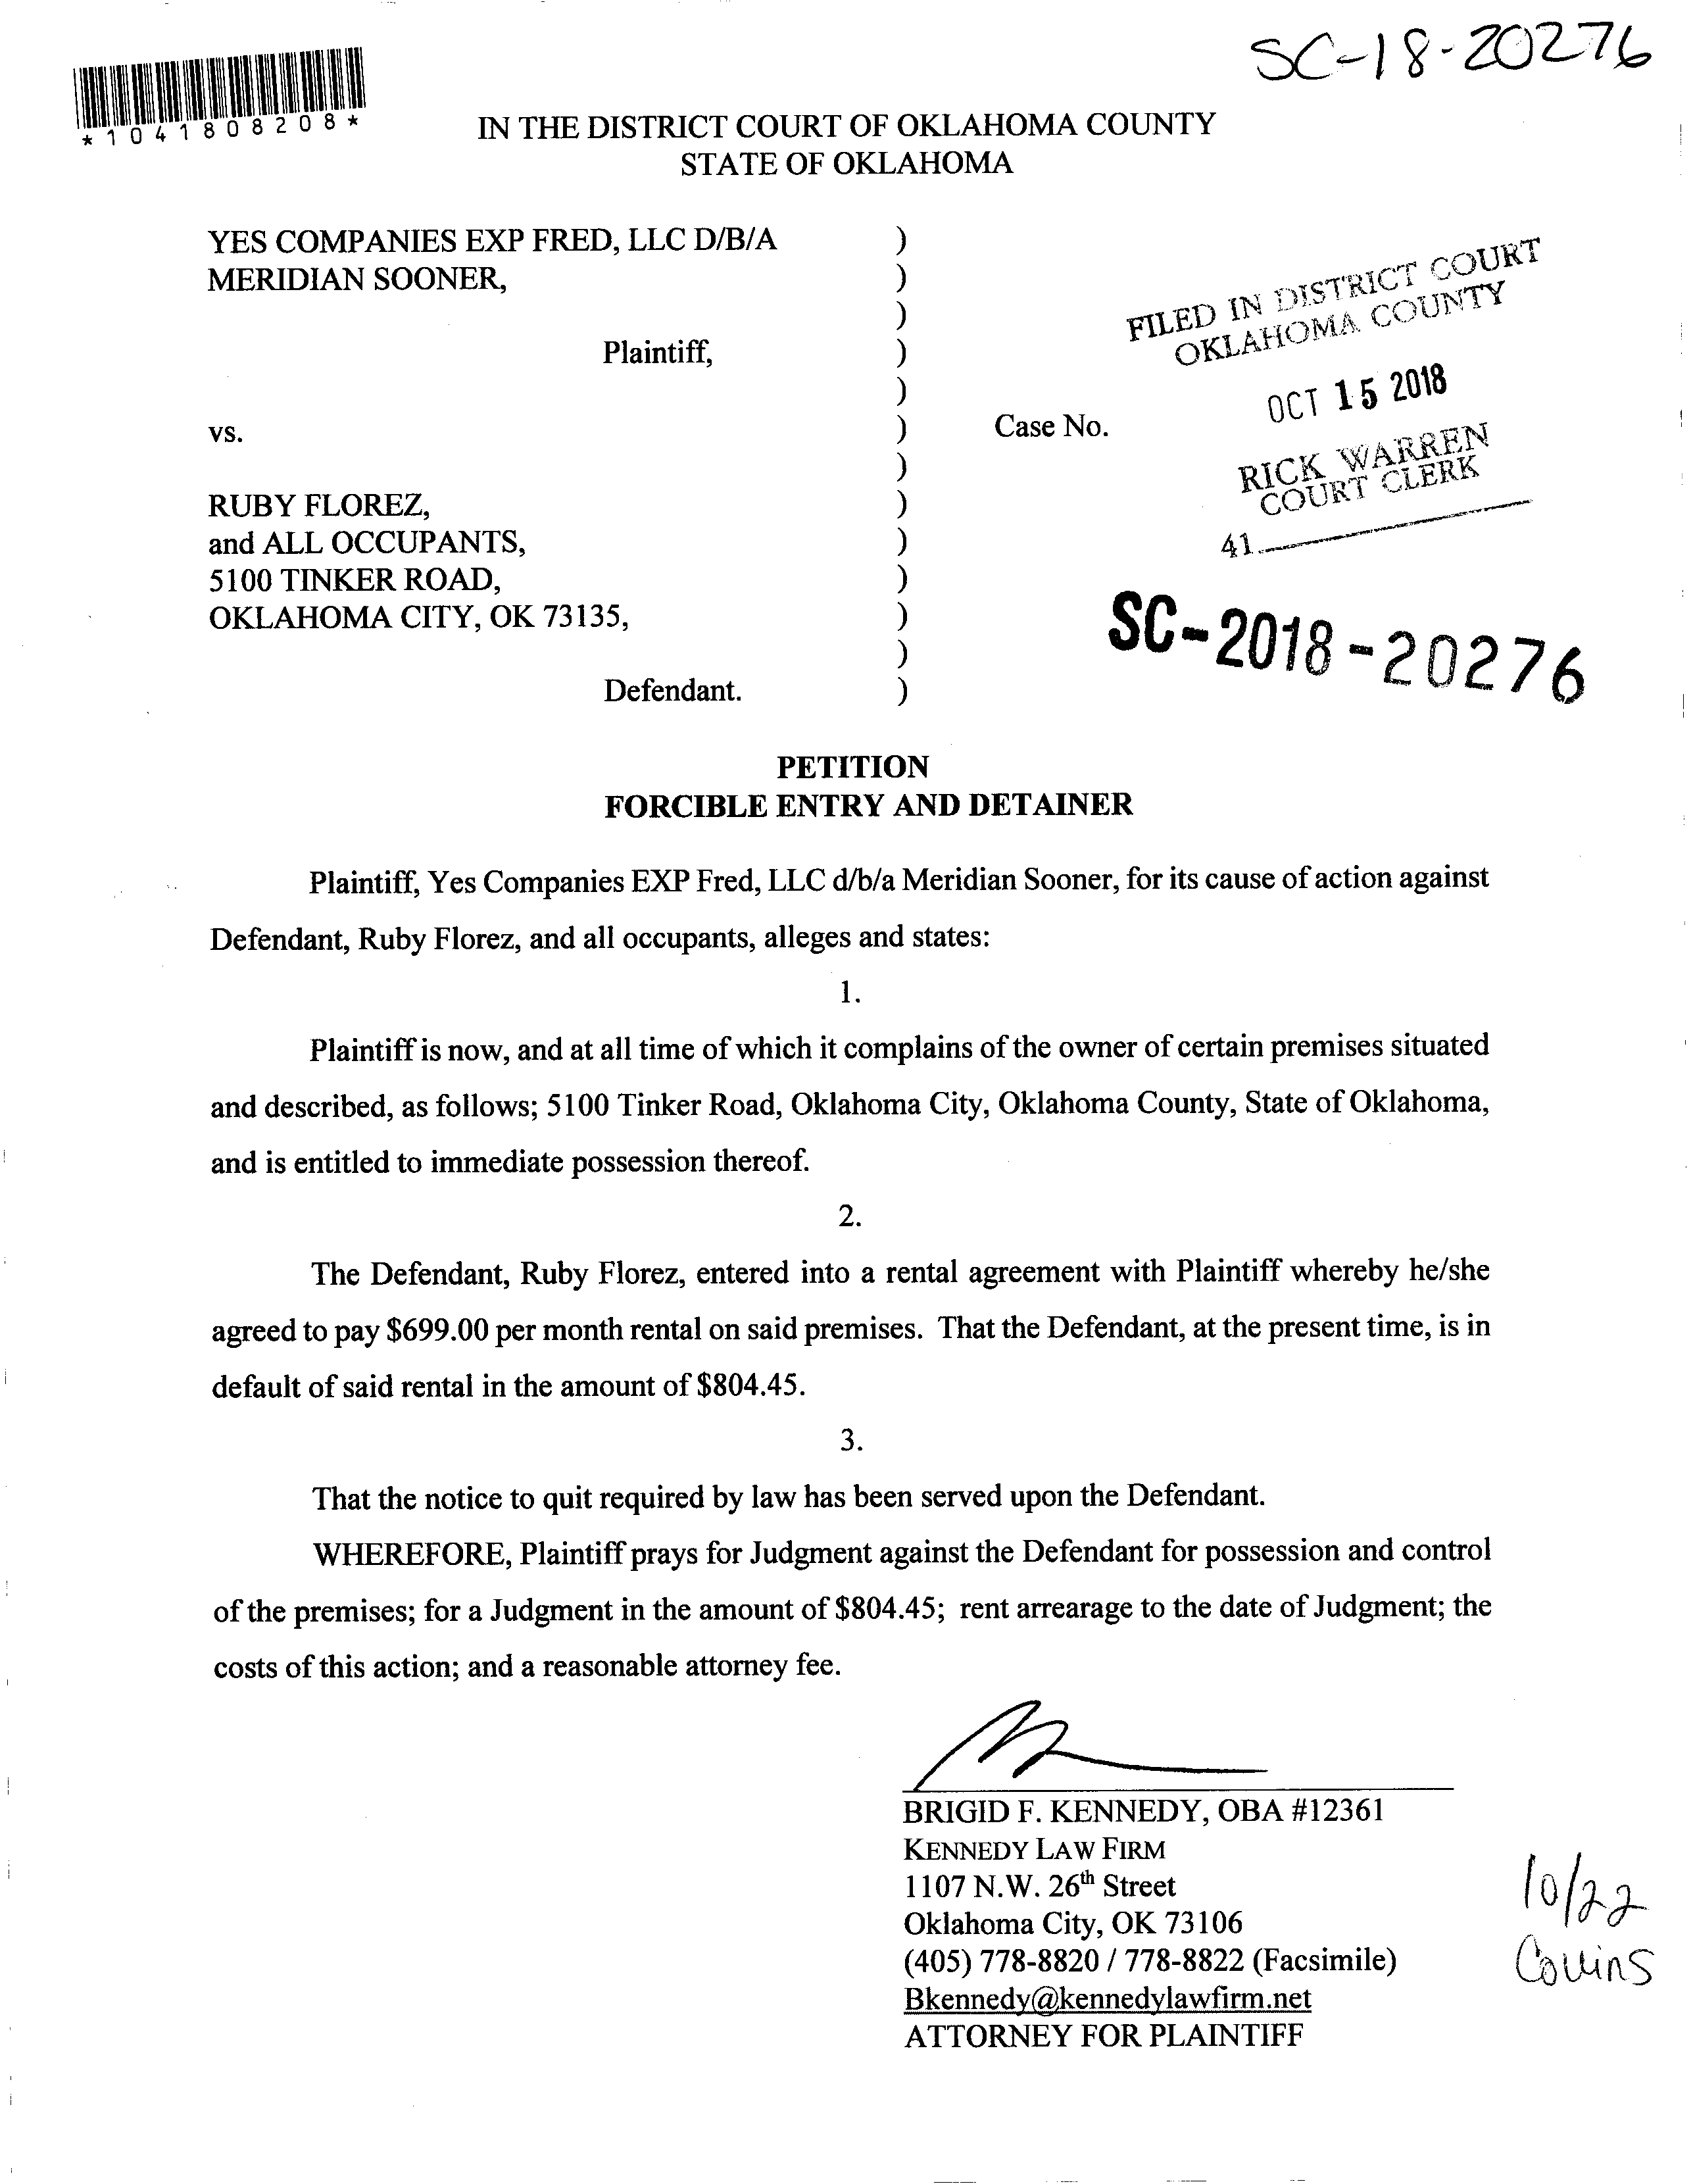 SC-18-20276
*1041808208*
IN THE DISTRICT COURT OF OKLAHOMA COUNTY
STATE OF OKLAHOMA
YES COMPANIES EXP FRED, LLC D/B/A )
MERIDIAN SOONER, )
)
Plaintiff, )
)
vs. ) Case No.
)
RUBY FLOREZ, )
and ALL OCCUPANTS, )
5100 TINKER ROAD, )
OKLAHOMA CITY, OK 73135, )
)
Defendant. )
FILED IN DISTRICT COURT
OKLAHOMA COUNTY
OCT 15 2018
RICK WARREN
COURT CLERK
41
SC-2018-20276
PETITION
FORCIBLE ENTRY AND DETAINER
Plaintiff, Yes Companies EXP Fred, LLC d/b/a Meridian Sooner, for its cause of action against
Defendant, Ruby Florez, and all occupants, alleges and states:
1.
Plaintiff is now, and at all time of which it complains of the owner of certain premises situated
and described, as follows; 5100 Tinker Road, Oklahoma City, Oklahoma County, State of Oklahoma,
and is entitled to immediate possession thereof.
2.
The Defendant, Ruby Florez, entered into a rental agreement with Plaintiff whereby he/she
agreed to pay $699.00 per month rental on said premises. That the Defendant, at the present time, is in
default of said rental in the amount of $804.45.
3.
That the notice to quit required by law has been served upon the Defendant.
WHEREFORE, Plaintiff prays for Judgment against the Defendant for possession and control
of the premises; for a Judgment in the amount of $804.45; rent arrearage to the date of Judgment; the
costs of this action; and a reasonable attorney fee.
BRIGID F. KENNEDY, OBA #12361
KENNEDY LAW FIRM
1107 N.W. 26th Street
Oklahoma City, OK 73106
(405) 778-8820 / 778-8822 (Facsimile)
Bkennedy@kennedylawfirm.net
ATTORNEY FOR PLAINTIFF
10/22
Collins